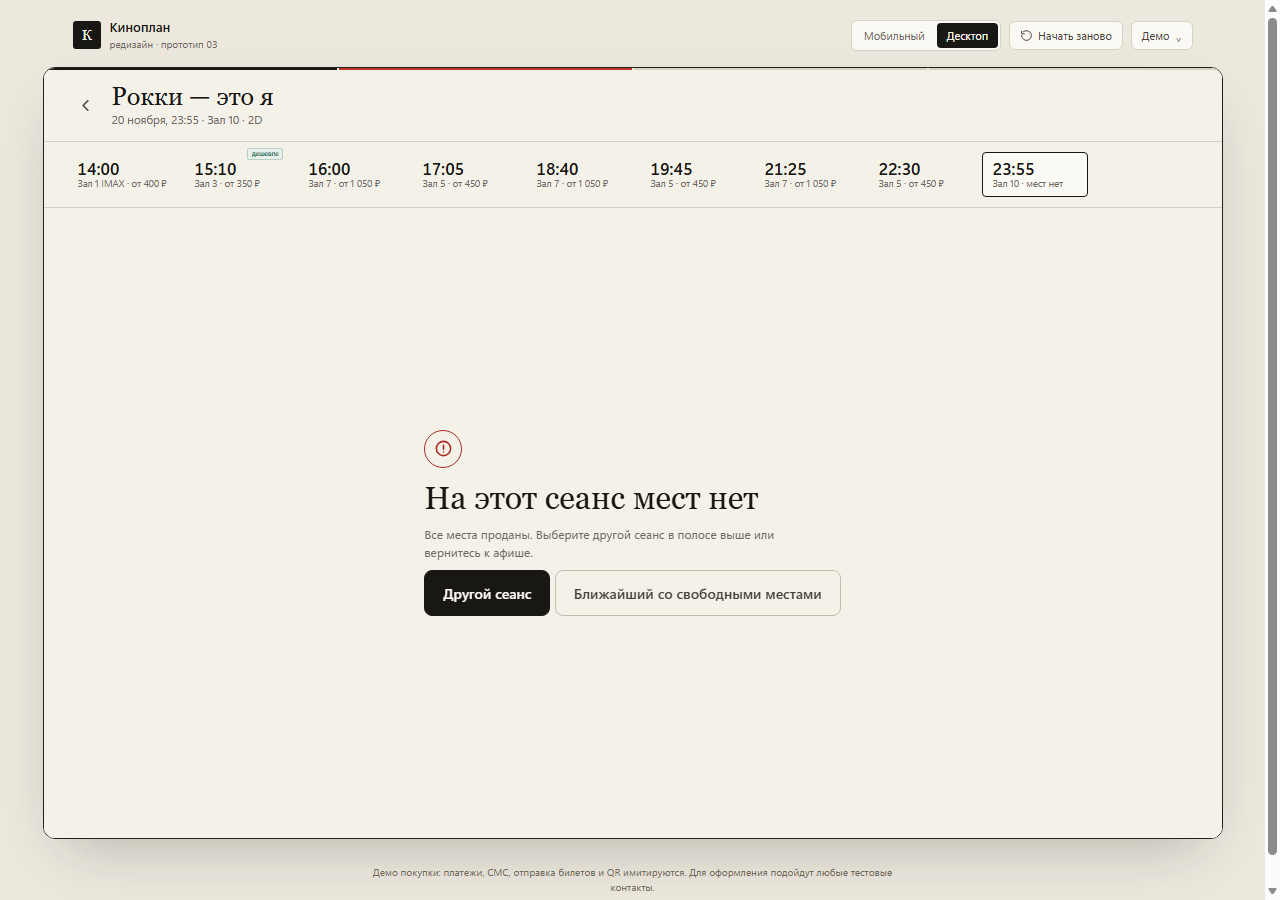 К
Киноплан
редизайн · прототип 03
Мобильный
Десктоп
Начать заново
Демо
Рокки — это я
20 ноября, 23:55 · Зал 10 · 2D
14:00
Зал 1 IMAX · от 400 ₽
дешевле
15:10
Зал 3 · от 350 ₽
16:00
Зал 7 · от 1 050 ₽
17:05
Зал 5 · от 450 ₽
18:40
Зал 7 · от 1 050 ₽
19:45
Зал 5 · от 450 ₽
21:25
Зал 7 · от 1 050 ₽
22:30
Зал 5 · от 450 ₽
23:55
Зал 10 · мест нет
На этот сеанс мест нет
Все места проданы. Выберите другой сеанс в полосе выше или
вернитесь к афише.
Другой сеанс
Ближайший со свободными местами
Демо покупки: платежи, СМС, отправка билетов и QR имитируются. Для оформления подойдут любые тестовые
контакты.